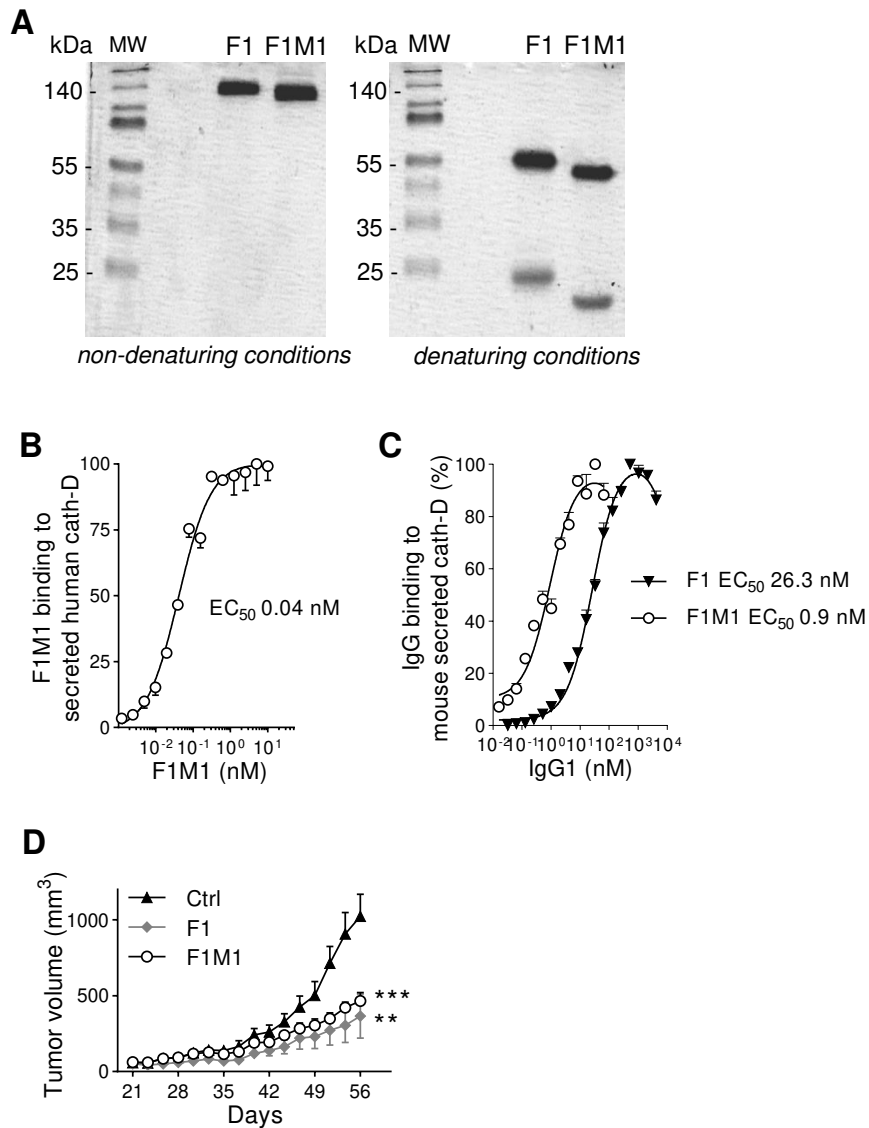 A
kDa MW F1 F1M1
140 -
55 -
35 -
25 -
non-denaturing conditions
kDa MW F1 F1M1
140 -
55 -
35 -
25 -
denaturing conditions
B
F1M1 binding to
secreted human cath-D
100
75
50
25
0
EC50 0.04 nM
10-2 10-1 100 101
F1M1 (nM)
C
IgG binding to
mouse secreted cath-D (%)
100
80
60
40
20
0
F1 EC50 26.3 nM
F1M1 EC50 0.9 nM
10-2 10-1 100 101 102 103 104
IgG1 (nM)
D
Tumor volume (mm3)
Ctrl
F1
F1M1
1000
500
0
***
**
21 28 35 42 49 56
Days